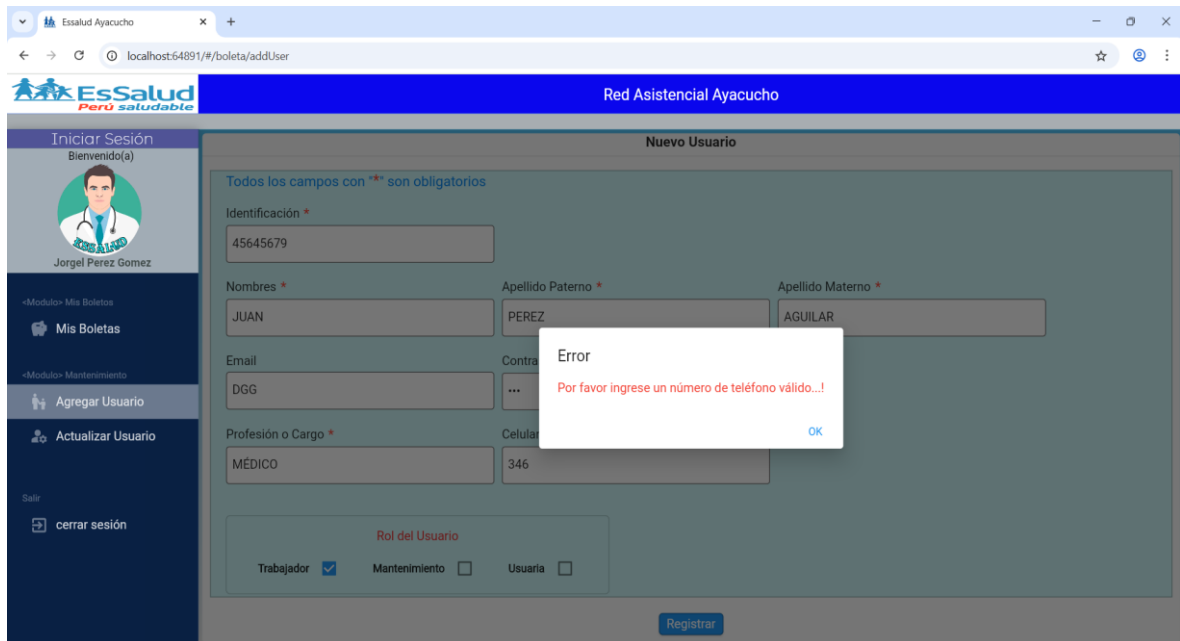 Essalud Ayacucho
localhost:64891/#/boleta/addUser
EsSalud
Perú saludable
Red Asistencial Ayacucho
Iniciar Sesión
Bienvenido(a)
ESSALUD
Jorgel Perez Gomez
<Modulo> Mis Boletos
Mis Boletas
<Modulo> Mantenimiento
Agregar Usuario
Actualizar Usuario
Salir
cerrar sesión
Nuevo Usuario
Todos los campos con "*" son obligatorios
Identificación *
45645679
Nombres * Apellido Paterno * Apellido Materno *
JUAN PEREZ AGUILAR
Email Contra
DGG •••
Profesión o Cargo * Celular
MÉDICO 346
Error
Por favor ingrese un número de teléfono válido...!
OK
Rol del Usuario
Trabajador Mantenimiento Usuaria
Registrar